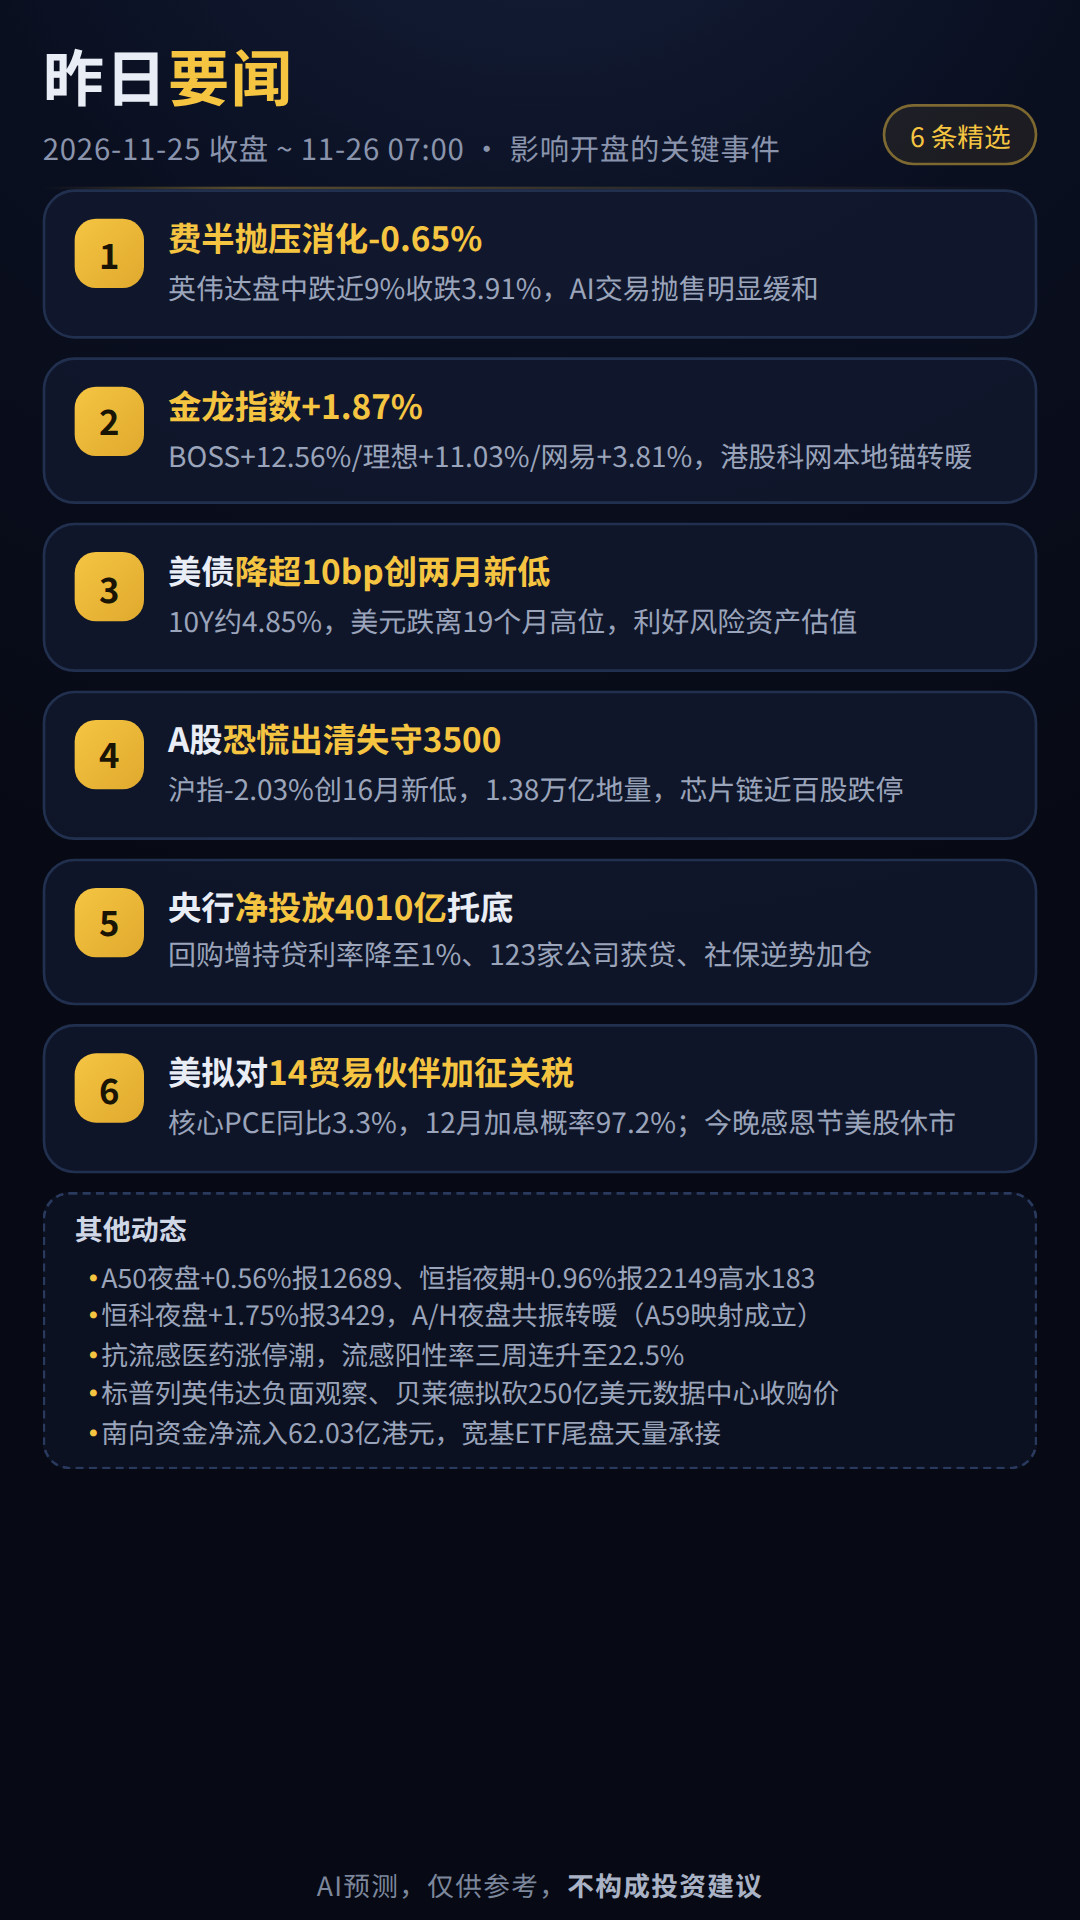 昨日要闻
2026-11-25 收盘 ~ 11-26 07:00 · 影响开盘的关键事件
6 条精选
1
费半抛压消化-0.65%
英伟达盘中跌近9%收跌3.91%，AI交易抛售明显缓和
2
金龙指数+1.87%
BOSS+12.56%/理想+11.03%/网易+3.81%，港股科网本地锚转暖
3
美债降超10bp创两月新低
10Y约4.85%，美元跌离19个月高位，利好风险资产估值
4
A股恐慌出清失守3500
沪指-2.03%创16月新低，1.38万亿地量，芯片链近百股跌停
5
央行净投放4010亿托底
回购增持贷利率降至1%、123家公司获贷、社保逆势加仓
6
美拟对14贸易伙伴加征关税
核心PCE同比3.3%，12月加息概率97.2%；今晚感恩节美股休市
其他动态
•A50夜盘+0.56%报12689、恒指夜期+0.96%报22149高水183
•恒科夜盘+1.75%报3429，A/H夜盘共振转暖（A59映射成立）
•抗流感医药涨停潮，流感阳性率三周连升至22.5%
•标普列英伟达负面观察、贝莱德拟砍250亿美元数据中心收购价
•南向资金净流入62.03亿港元，宽基ETF尾盘天量承接
AI预测，仅供参考，不构成投资建议